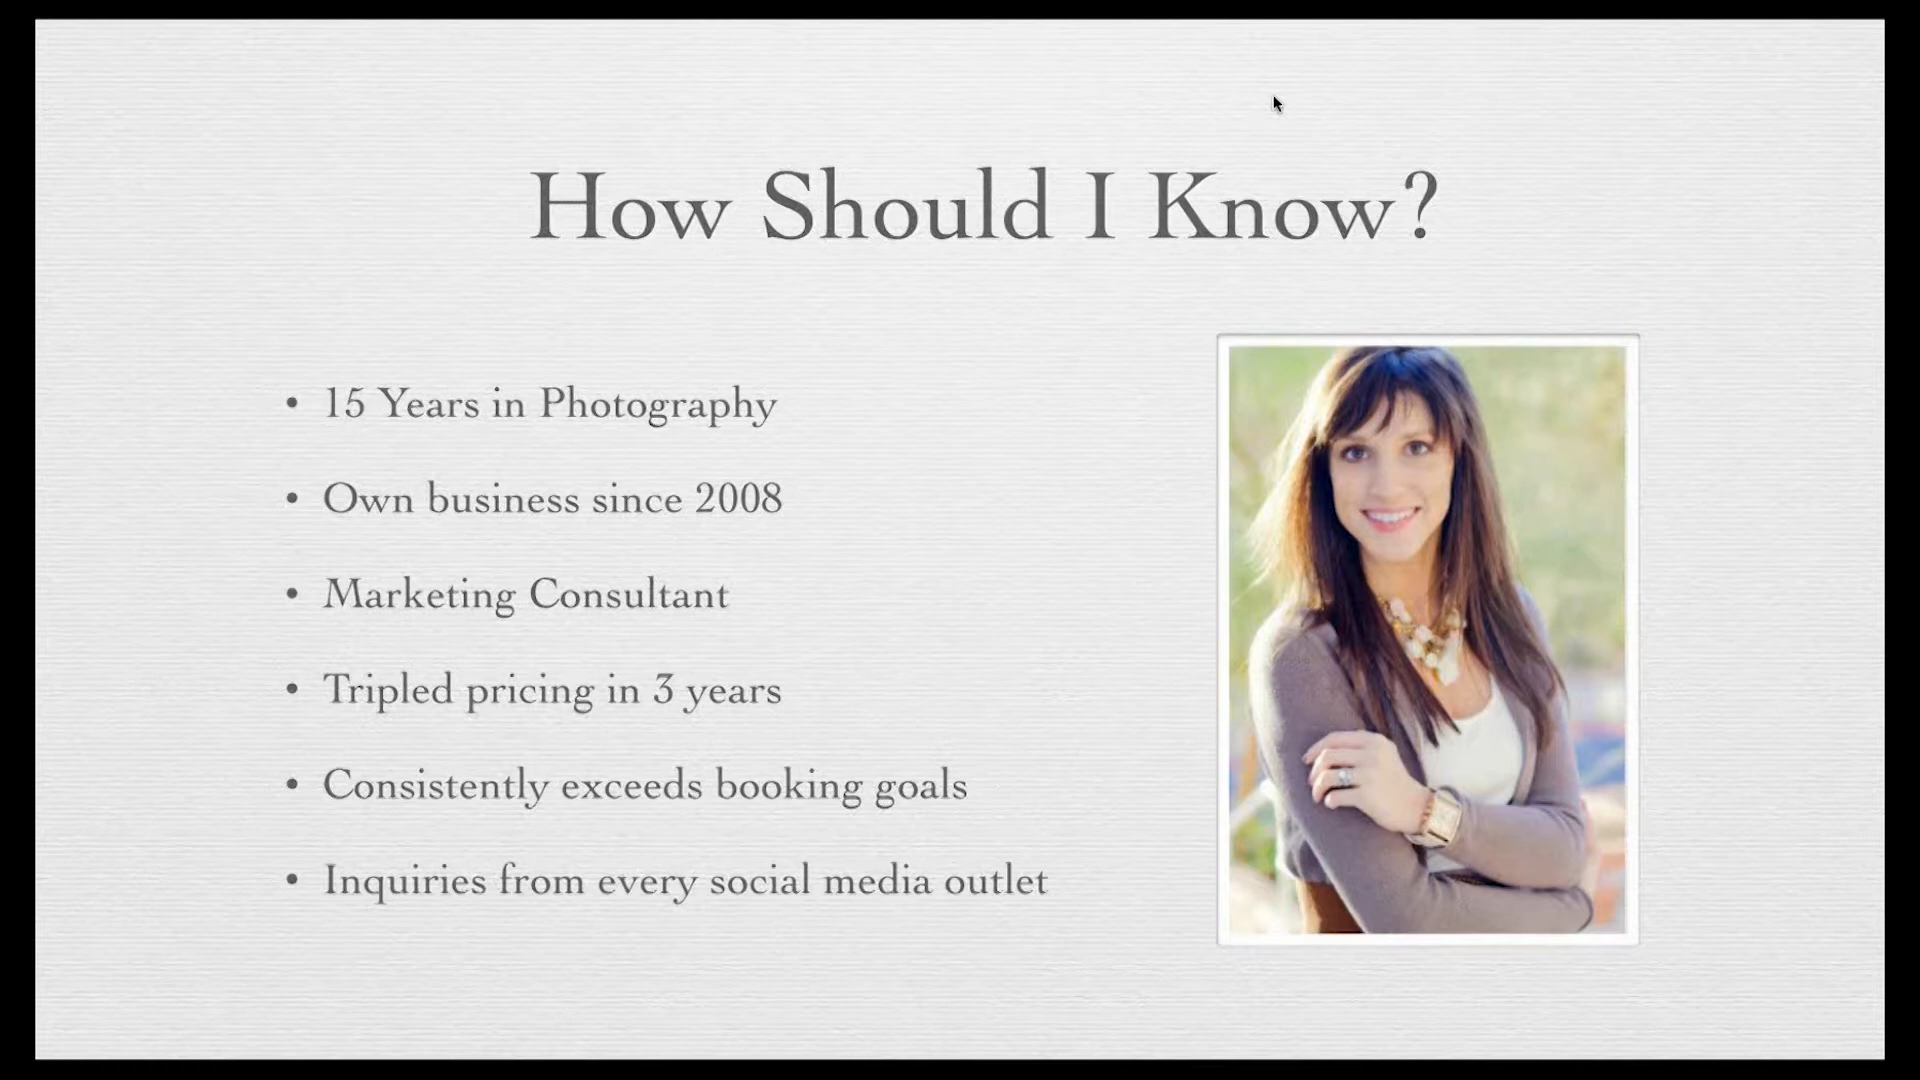 How Should I Know?
• 15 Years in Photography
• Own business since 2008
• Marketing Consultant
• Tripled pricing in 3 years
• Consistently exceeds booking goals
• Inquiries from every social media outlet